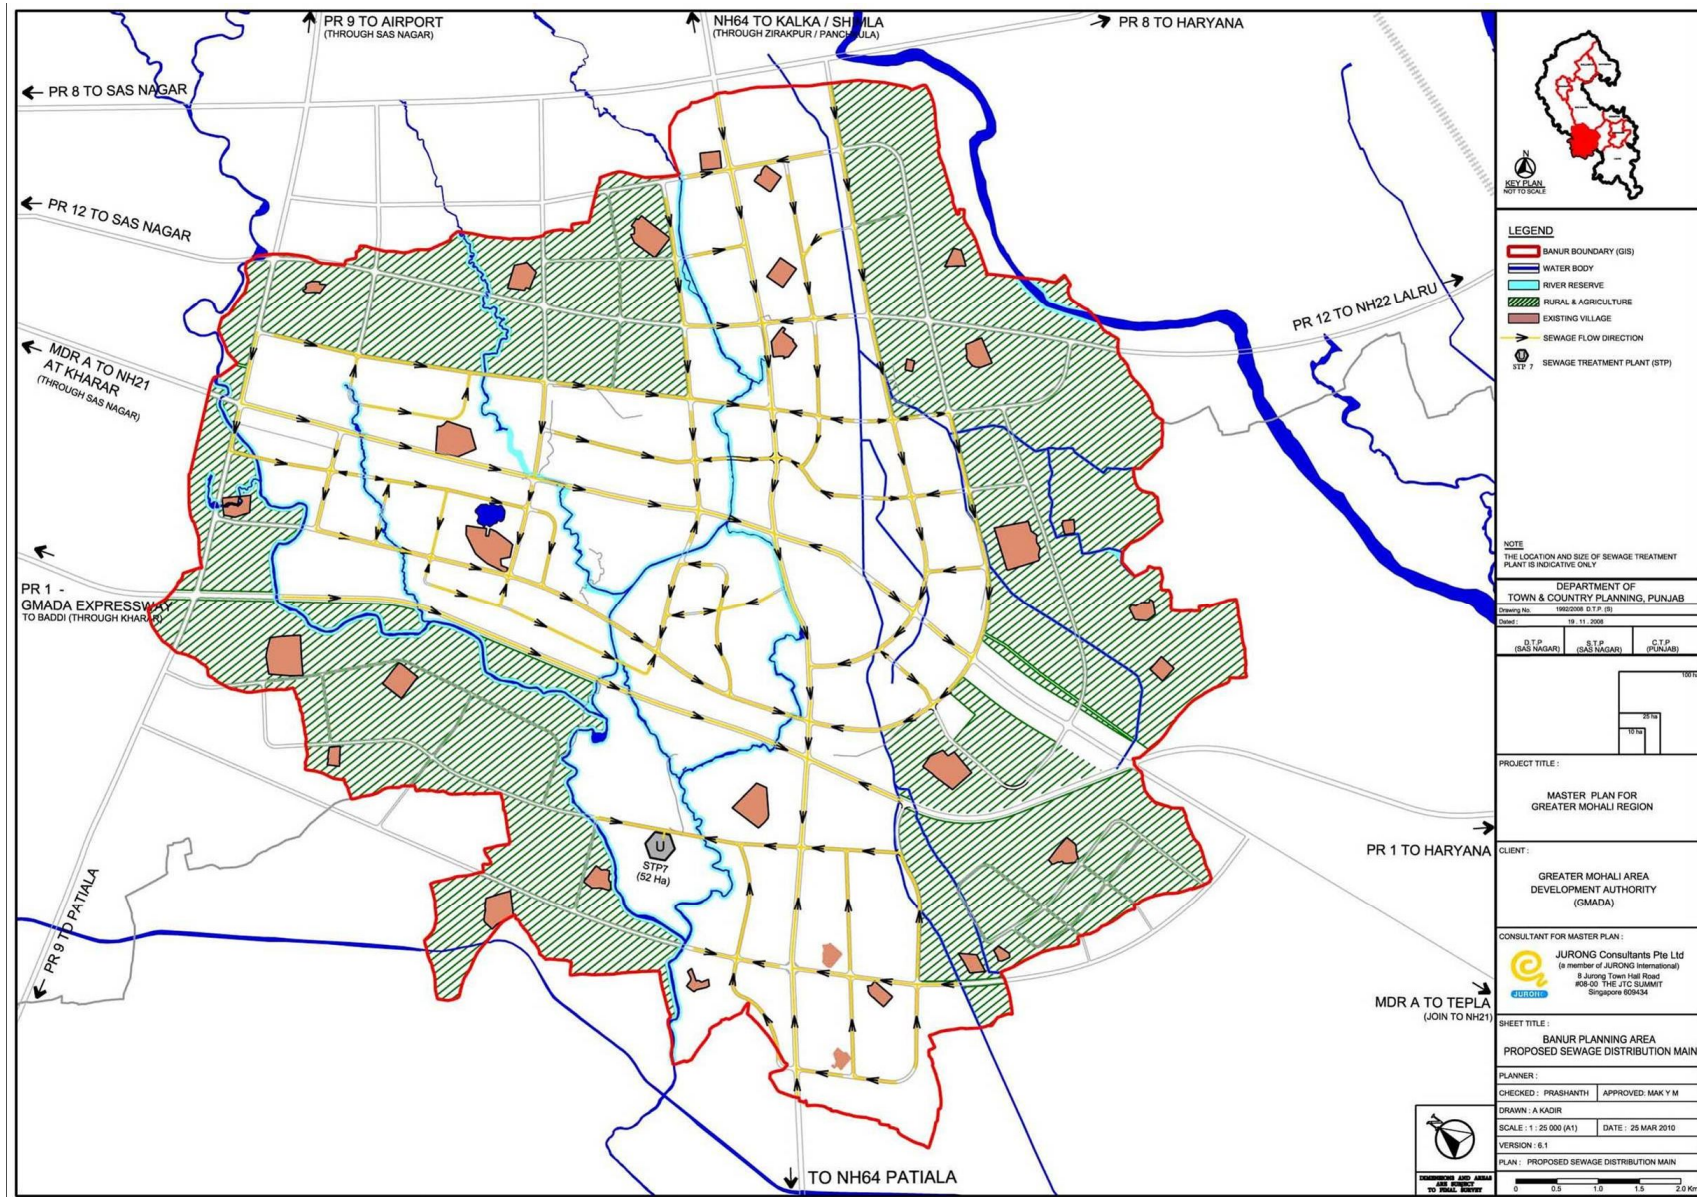 PR 9 TO AIRPORT
(THROUGH SAS NAGAR)
NH64 TO KALKA / SHIMLA
(THROUGH ZIRAKPUR / PANCHKULA)
PR 8 TO HARYANA
PR 8 TO SAS NAGAR
PR 12 TO SAS NAGAR
PR 12 TO NH22 LALRU
MDR A TO NH21
AT KHARAR
(THROUGH SAS NAGAR)
PR 1 -
GMADA EXPRESSWAY
TO BADDI (THROUGH KHARAR)
U
STP7
(52 Ha)
PR 1 TO HARYANA
PR 9 TO PATIALA
MDR A TO TEPLA
(JOIN TO NH21)
TO NH64 PATIALA
N
KEY PLAN
NOT TO SCALE
LEGEND
BANUR BOUNDARY (GIS)
WATER BODY
RIVER RESERVE
RURAL & AGRICULTURE
EXISTING VILLAGE
SEWAGE FLOW DIRECTION
U
STP 7
SEWAGE TREATMENT PLANT (STP)
NOTE
THE LOCATION AND SIZE OF SEWAGE TREATMENT
PLANT IS INDICATIVE ONLY
DEPARTMENT OF
TOWN & COUNTRY PLANNING, PUNJAB
Drawing No. 1992/2008 D.T.P. (S)
Dated : 19 . 11 . 2008
D.T.P S.T.P C.T.P
(SAS NAGAR) (SAS NAGAR) (PUNJAB)
100 h
25 ha
10 ha
PROJECT TITLE :
MASTER PLAN FOR
GREATER MOHALI REGION
CLIENT :
GREATER MOHALI AREA
DEVELOPMENT AUTHORITY
(GMADA)
CONSULTANT FOR MASTER PLAN :
JURONG Consultants Pte Ltd
(a member of JURONG International)
8 Jurong Town Hall Road
#08-00 THE JTC SUMMIT
Singapore 609434
JURONG
SHEET TITLE :
BANUR PLANNING AREA
PROPOSED SEWAGE DISTRIBUTION MAIN
PLANNER :
CHECKED : PRASHANTH APPROVED: MAK Y M
DRAWN : A KADIR
SCALE : 1 : 25 000 (A1) DATE : 25 MAR 2010
VERSION : 6.1
PLAN : PROPOSED SEWAGE DISTRIBUTION MAIN
0 0.5 1.0 1.5 2.0 Km
DIMENSIONS AND AREAS
ARE SUBJECT
TO FINAL SURVEY